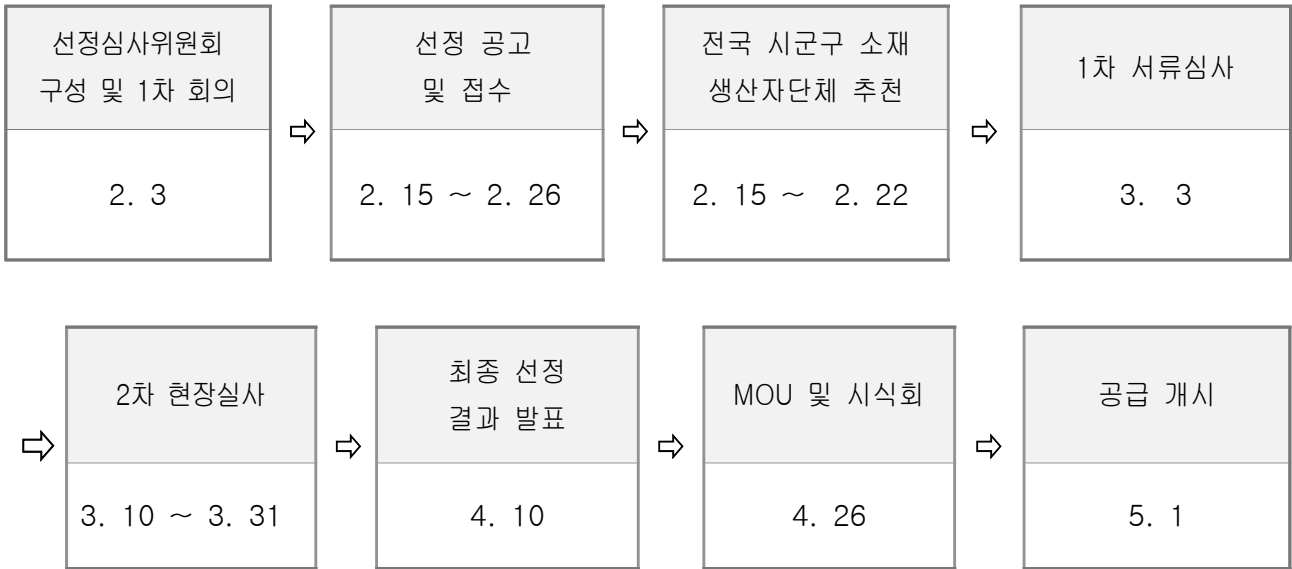 선정심사위원회
구성 및 1차 회의
2. 3
선정 공고
및 접수
2. 15 ~ 2. 26
전국 시군구 소재
생산자단체 추천
2. 15 ~ 2. 22
1차 서류심사
3. 3
2차 현장실사
3. 10 ~ 3. 31
최종 선정
결과 발표
4. 10
MOU 및 시식회
4. 26
공급 개시
5. 1